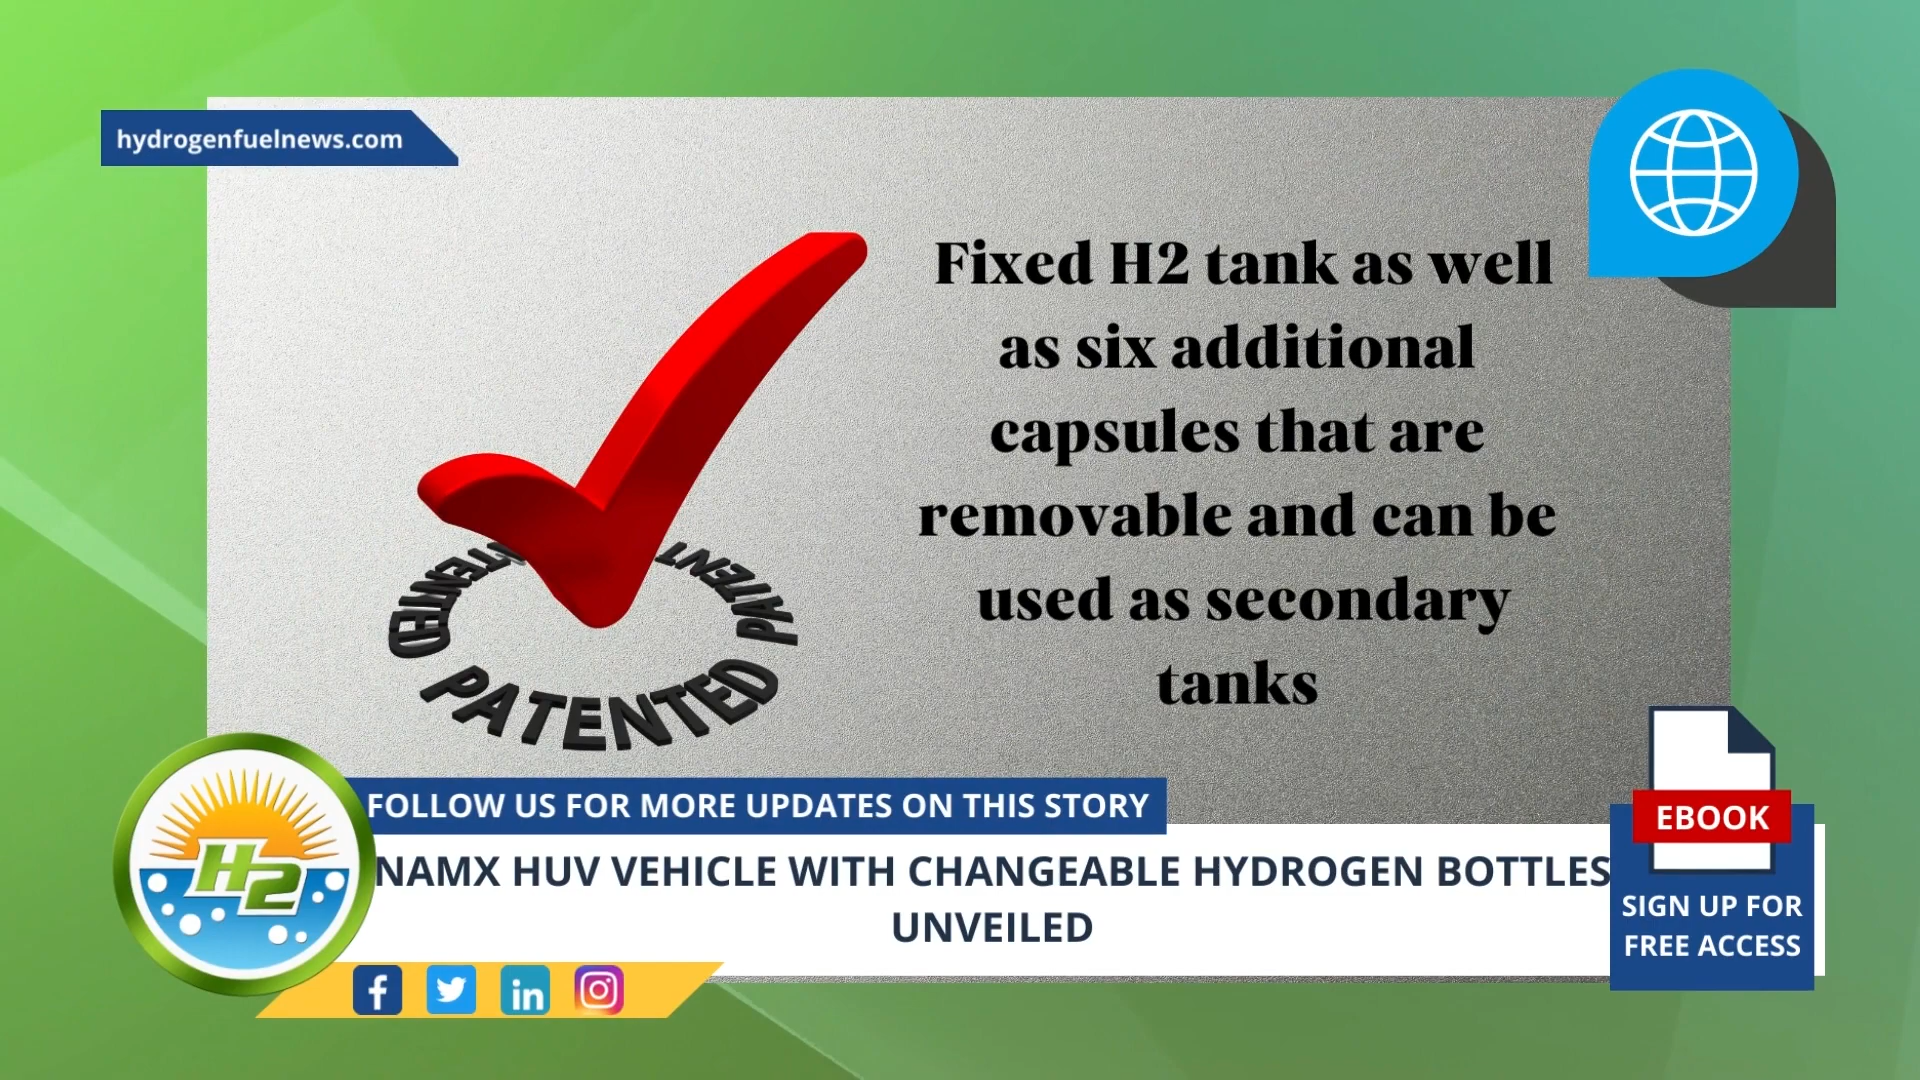 hydrogenfuelnews.com
Fixed H2 tank as well
as six additional
capsules that are
removable and can be
used as secondary
tanks
PATENTED PATENTED
H2
FOLLOW US FOR MORE UPDATES ON THIS STORY
NAMX HUV VEHICLE WITH CHANGEABLE HYDROGEN BOTTLES
UNVEILED
EBOOK
SIGN UP FOR
FREE ACCESS